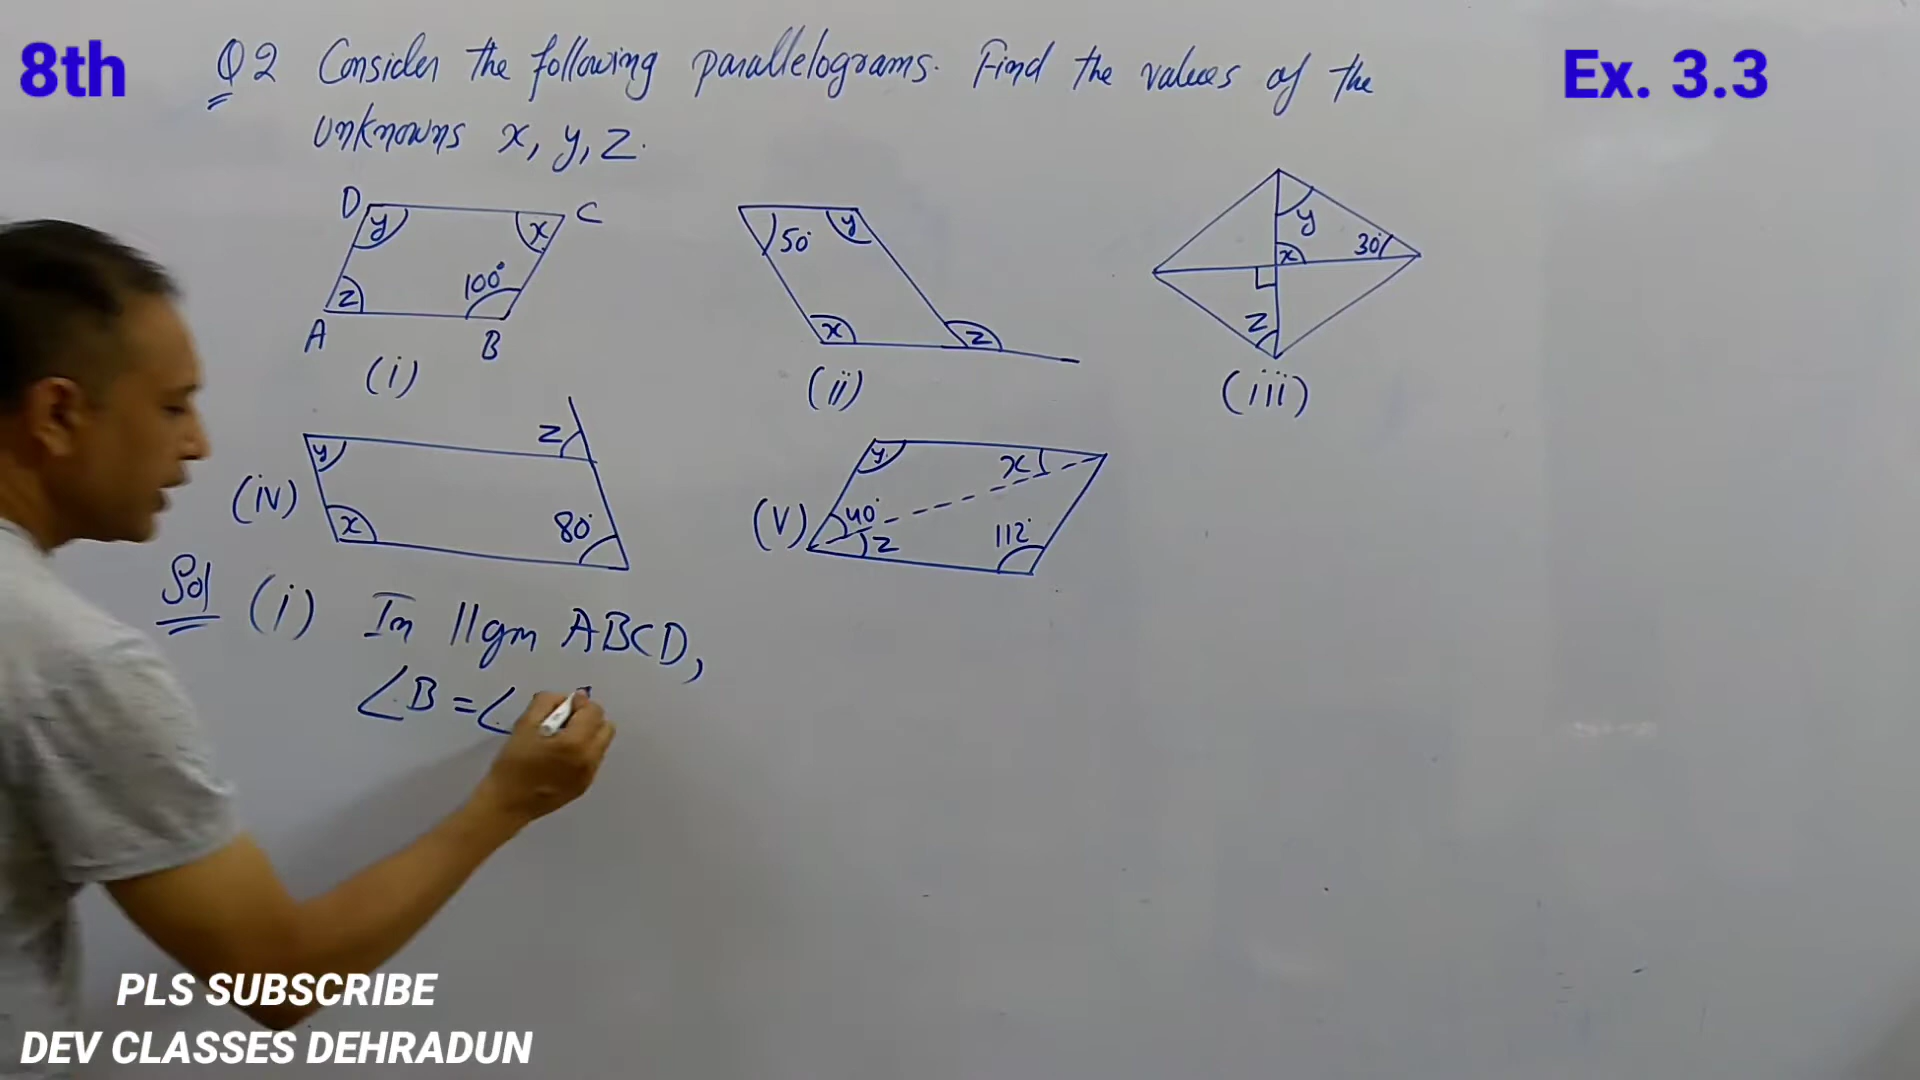 8th
Ex. 3.3
Q2 Consider the following parallelograms. Find the values of the
unknowns x, y, z.
D C
y x
z 100°
A B
(i)
50° y
x z
(ii)
y
x 30°
z
(iii)
z
y
(iv) x 80°
y x
(V) 40°
z 112°
Sol (i) In ||gm ABCD,
∠B = ∠
PLS SUBSCRIBE
DEV CLASSES DEHRADUN